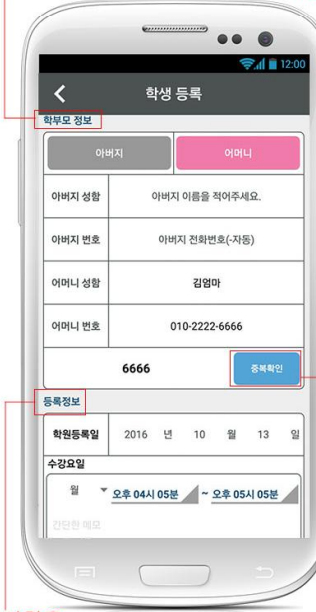 12:00
학생 등록
학부모 정보
아버지
어머니
아버지 성함 아버지 이름을 적어주세요.
아버지 번호 아버지 전화번호(-자동)
어머니 성함 김엄마
어머니 번호 010-2222-6666
6666 중복확인
등록정보
학원등록일 2016 년 10 월 13 일
수강요일
월 오후 04시 05분 ~ 오후 05시 05분
간단한 메모